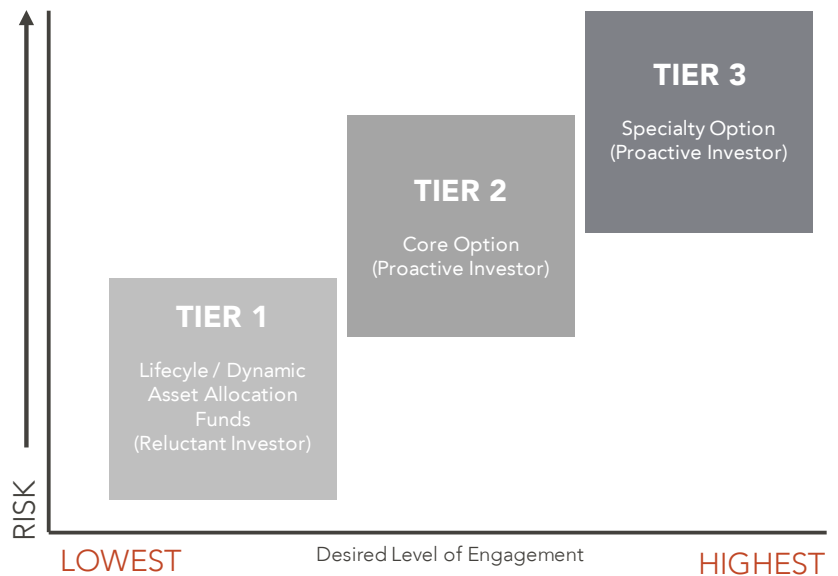 TIER 3
Specialty Option
(Proactive Investor)
TIER 2
Core Option
(Proactive Investor)
TIER 1
Lifecyle / Dynamic
Asset Allocation
Funds
(Reluctant Investor)
RISK
LOWEST
Desired Level of Engagement
HIGHEST